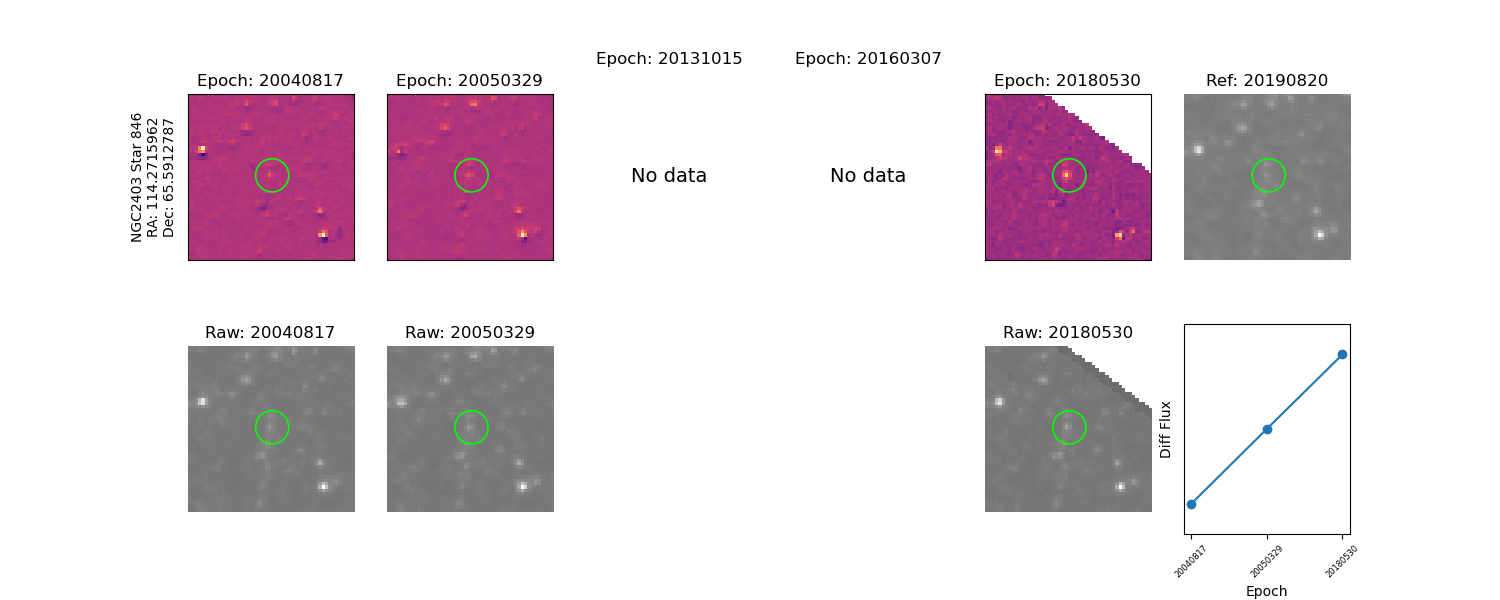 Epoch: 20131015
Epoch: 20160307
Epoch: 20040817
Epoch: 20050329
Epoch: 20180530
Ref: 20190820
NGC2403 Star 846
RA: 114.2715962
Dec: 65.5912787
No data
No data
Raw: 20040817
Raw: 20050329
Raw: 20180530
Diff Flux
20040817
20050329
20180530
Epoch